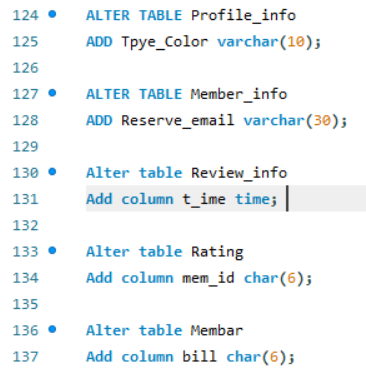 124 ALTER TABLE Profile_info
125 ADD Tpye_Color varchar(10);
126
127 ALTER TABLE Member_info
128 ADD Reserve_email varchar(30);
129
130 Alter table Review_info
131 Add column t_ime time;
132
133 Alter table Rating
134 Add column mem_id char(6);
135
136 Alter table Membar
137 Add column bill char(6);